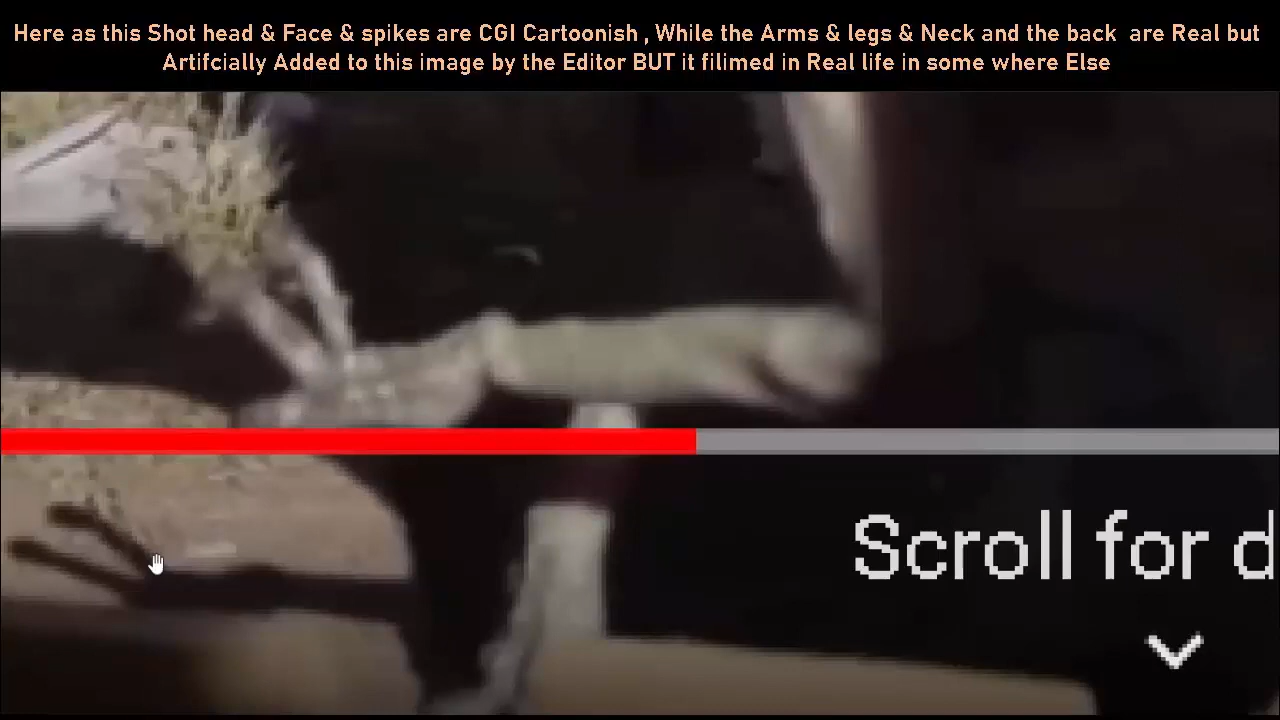 Here as this Shot head & Face & spikes are CGI Cartoonish , While the Arms & legs & Neck and the back are Real but
Artifcially Added to this image by the Editor BUT it filimed in Real life in some where Else
Scroll for d